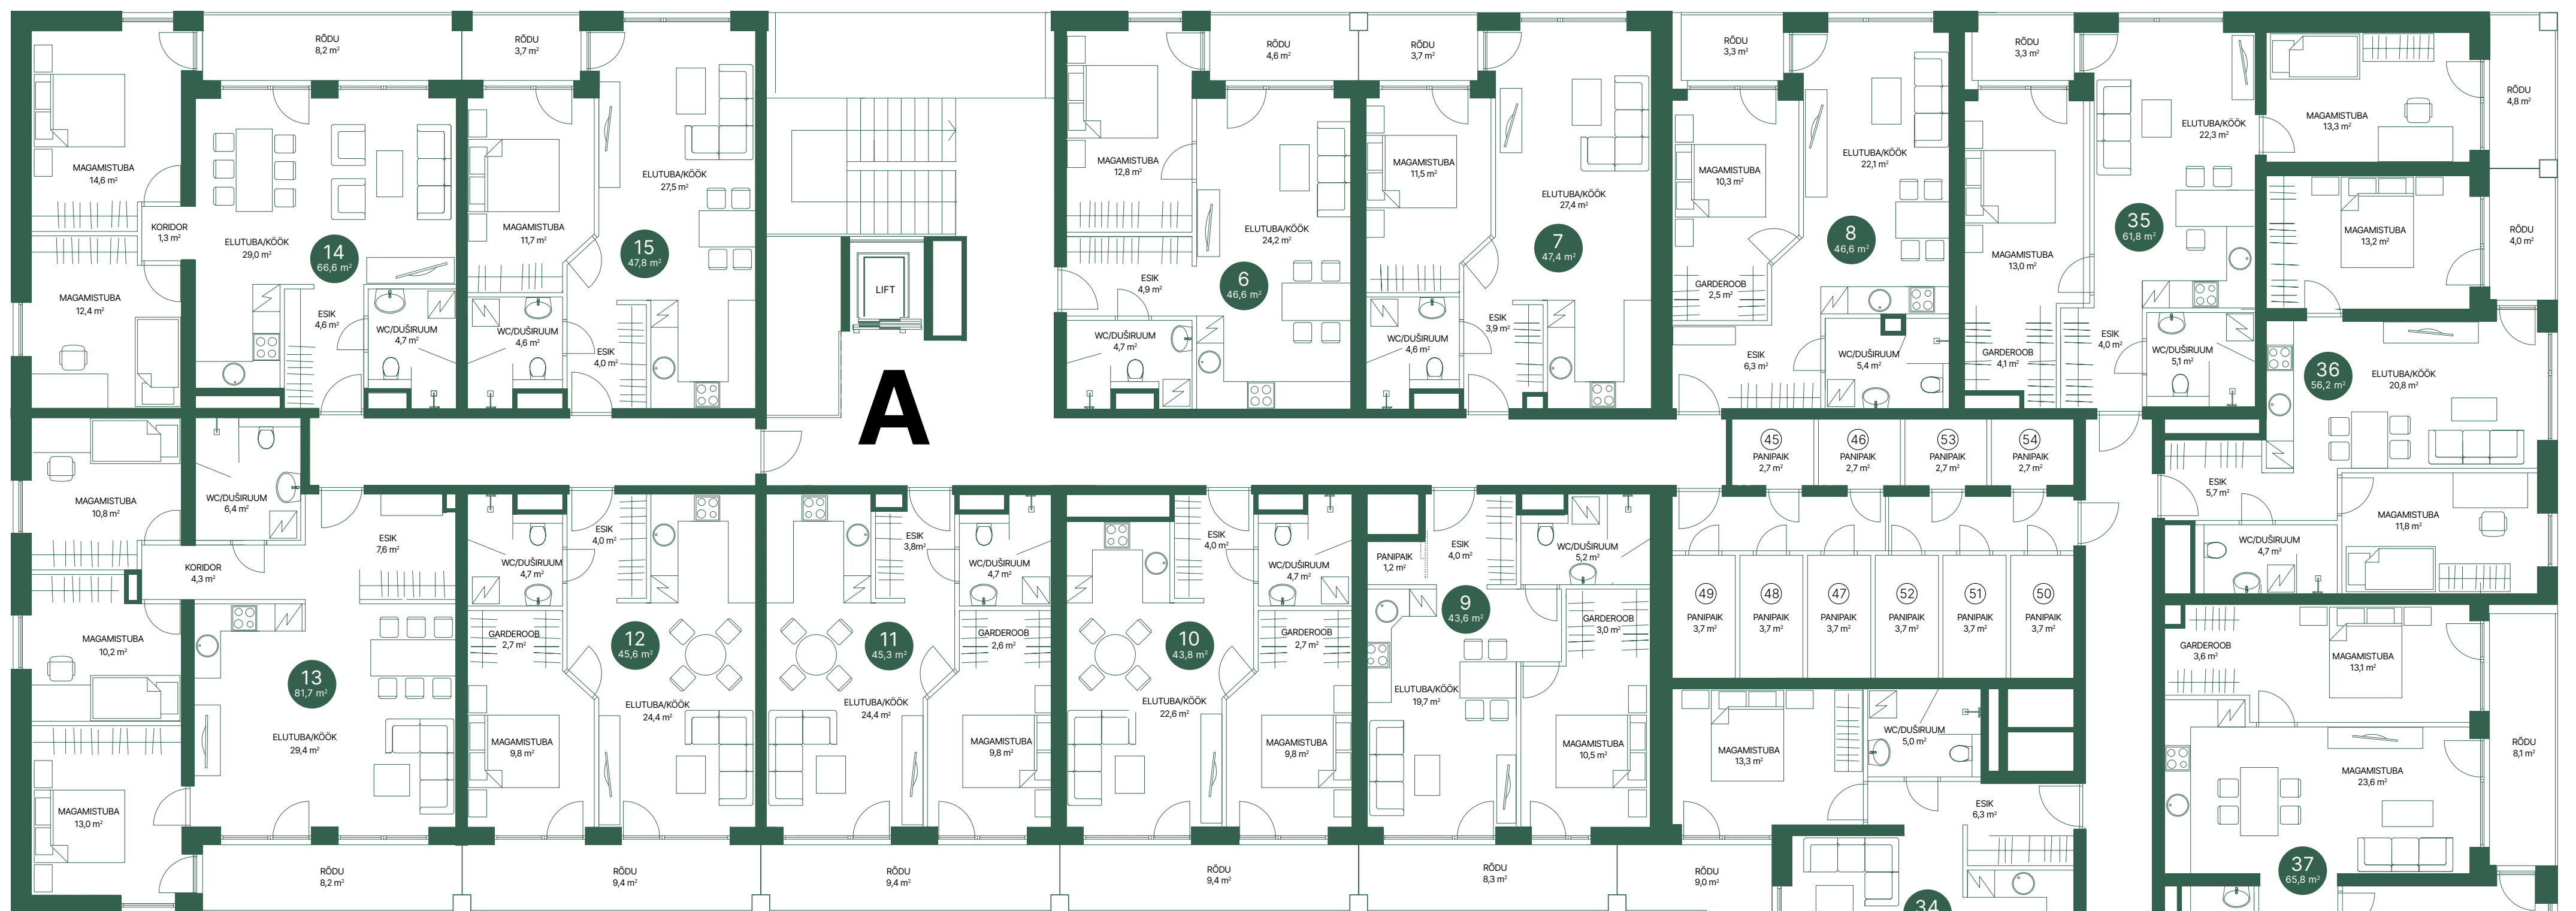 RÕDU
8,2 m²
MAGAMISTUBA
14,6 m²
KORIDOR
1,3 m²
ELUTUBA/KÖÖK
29,0 m²
14
66,6 m²
MAGAMISTUBA
12,4 m²
ESIK
4,6 m²
WC/DUŠIRUUM
4,7 m²
RÕDU
3,7 m²
ELUTUBA/KÖÖK
27,5 m²
MAGAMISTUBA
11,7 m²
15
47,8 m²
WC/DUŠIRUUM
4,6 m²
ESIK
4,0 m²
LIFT
A
RÕDU
4,6 m²
MAGAMISTUBA
12,8 m²
ELUTUBA/KÖÖK
24,2 m²
6
46,6 m²
ESIK
4,9 m²
WC/DUŠIRUUM
4,7 m²
RÕDU
3,7 m²
MAGAMISTUBA
11,5 m²
ELUTUBA/KÖÖK
27,4 m²
7
47,4 m²
ESIK
3,9 m²
WC/DUŠIRUUM
4,6 m²
RÕDU
3,3 m²
ELUTUBA/KÖÖK
22,1 m²
MAGAMISTUBA
10,3 m²
8
46,6 m²
GARDEROOB
2,5 m²
ESIK
6,3 m²
WC/DUŠIRUUM
5,4 m²
RÕDU
3,3 m²
ELUTUBA/KÖÖK
22,3 m²
35
61,8 m²
MAGAMISTUBA
13,0 m²
GARDEROOB
4,1 m²
ESIK
4,0 m²
WC/DUŠIRUUM
5,1 m²
MAGAMISTUBA
13,3 m²
RÕDU
4,8 m²
MAGAMISTUBA
13,2 m²
RÕDU
4,0 m²
36
56,2 m²
ELUTUBA/KÖÖK
20,8 m²
ESIK
5,7 m²
MAGAMISTUBA
11,8 m²
WC/DUŠIRUUM
4,7 m²
45
PANIPAIK
2,7 m²
46
PANIPAIK
2,7 m²
53
PANIPAIK
2,7 m²
54
PANIPAIK
2,7 m²
49
PANIPAIK
3,7 m²
48
PANIPAIK
3,7 m²
47
PANIPAIK
3,7 m²
52
PANIPAIK
3,7 m²
51
PANIPAIK
3,7 m²
50
PANIPAIK
3,7 m²
MAGAMISTUBA
10,8 m²
WC/DUŠIRUUM
6,4 m²
ESIK
7,6 m²
KORIDOR
4,3 m²
MAGAMISTUBA
10,2 m²
13
81,7 m²
ELUTUBA/KÖÖK
29,4 m²
MAGAMISTUBA
13,0 m²
RÕDU
8,2 m²
ESIK
4,0 m²
WC/DUŠIRUUM
4,7 m²
GARDEROOB
2,7 m²
12
45,6 m²
ELUTUBA/KÖÖK
24,4 m²
MAGAMISTUBA
9,8 m²
RÕDU
9,4 m²
ESIK
3,8m²
WC/DUŠIRUUM
4,7 m²
11
45,3 m²
GARDEROOB
2,6 m²
ELUTUBA/KÖÖK
24,4 m²
MAGAMISTUBA
9,8 m²
RÕDU
9,4 m²
ESIK
4,0 m²
WC/DUŠIRUUM
4,7 m²
10
43,8 m²
GARDEROOB
2,7 m²
ELUTUBA/KÖÖK
22,6 m²
MAGAMISTUBA
9,8 m²
RÕDU
9,4 m²
PANIPAIK
1,2 m²
ESIK
4,0 m²
WC/DUŠIRUUM
5,2 m²
9
43,6 m²
GARDEROOB
3,0 m²
ELUTUBA/KÖÖK
19,7 m²
MAGAMISTUBA
10,5 m²
RÕDU
8,3 m²
MAGAMISTUBA
13,3 m²
WC/DUŠIRUUM
5,0 m²
ESIK
6,3 m²
RÕDU
9,0 m²
34
GARDEROOB
3,6 m²
MAGAMISTUBA
13,1 m²
RÕDU
8,1 m²
MAGAMISTUBA
23,6 m²
37
65,8 m²